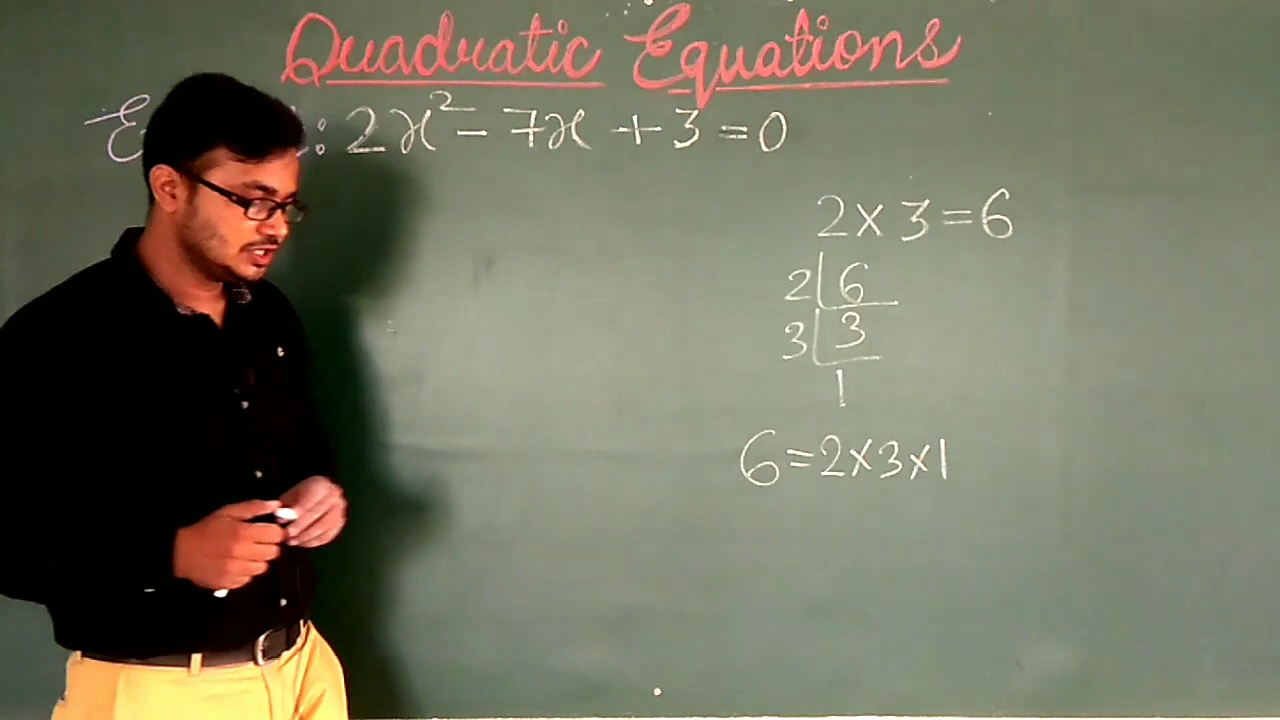 Quadratic Equations
: 2x² - 7x + 3 = 0
2 × 3 = 6
2 | 6
3 | 3
1
6 = 2 × 3 × 1